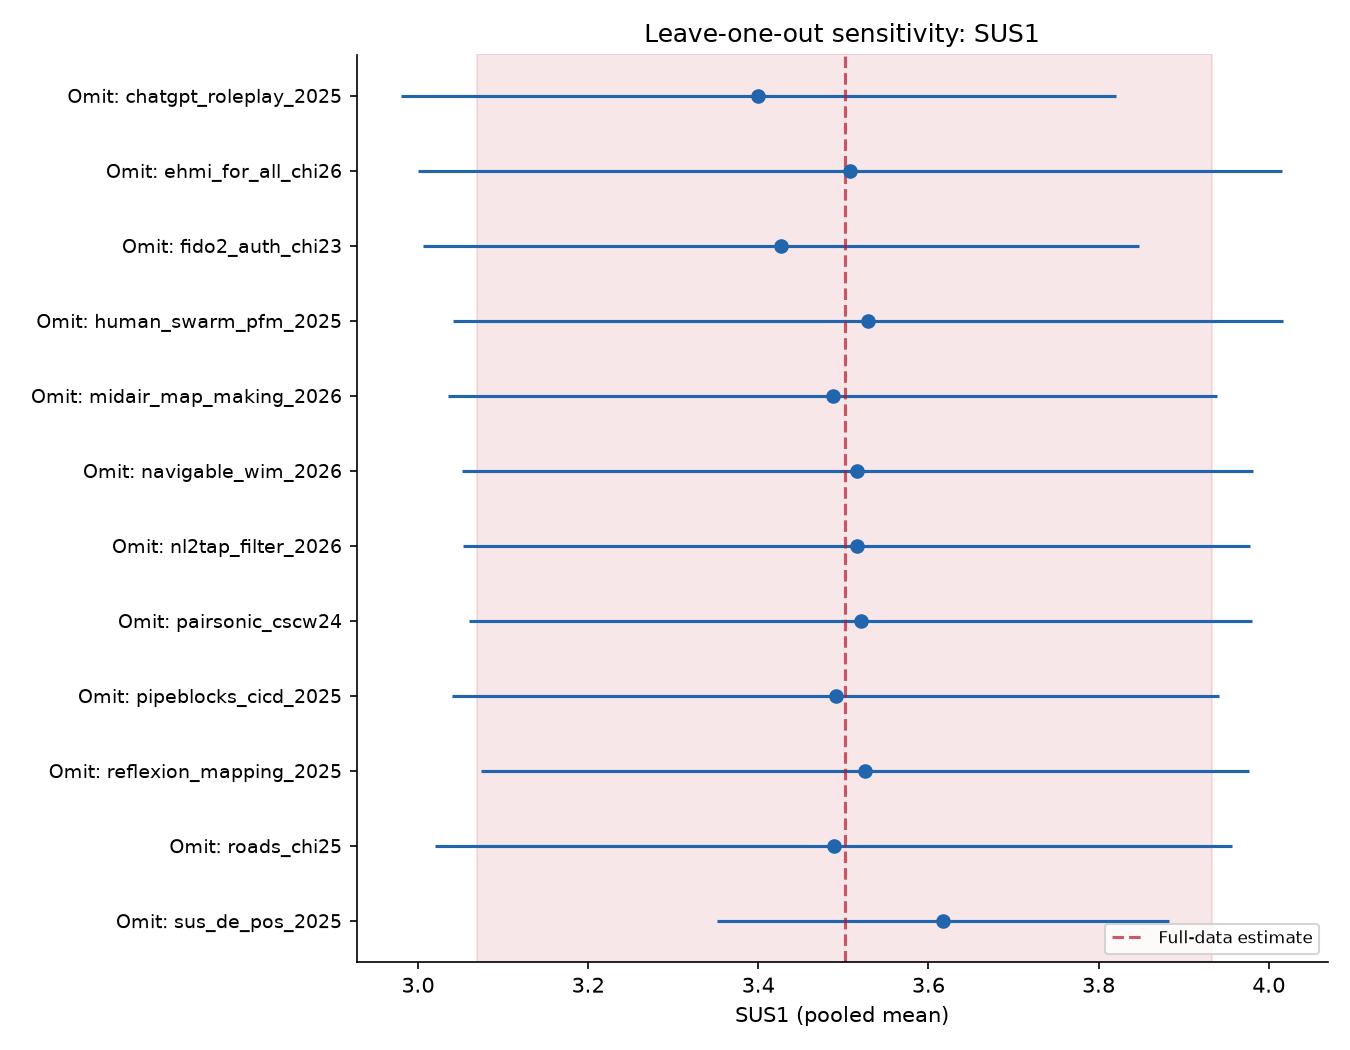 Leave-one-out sensitivity: SUS1
Omit: chatgpt_roleplay_2025
Omit: ehmi_for_all_chi26
Omit: fido2_auth_chi23
Omit: human_swarm_pfm_2025
Omit: midair_map_making_2026
Omit: navigable_wim_2026
Omit: nl2tap_filter_2026
Omit: pairsonic_cscw24
Omit: pipeblocks_cicd_2025
Omit: reflexion_mapping_2025
Omit: roads_chi25
Omit: sus_de_pos_2025
Full-data estimate
3.0 3.2 3.4 3.6 3.8 4.0
SUS1 (pooled mean)